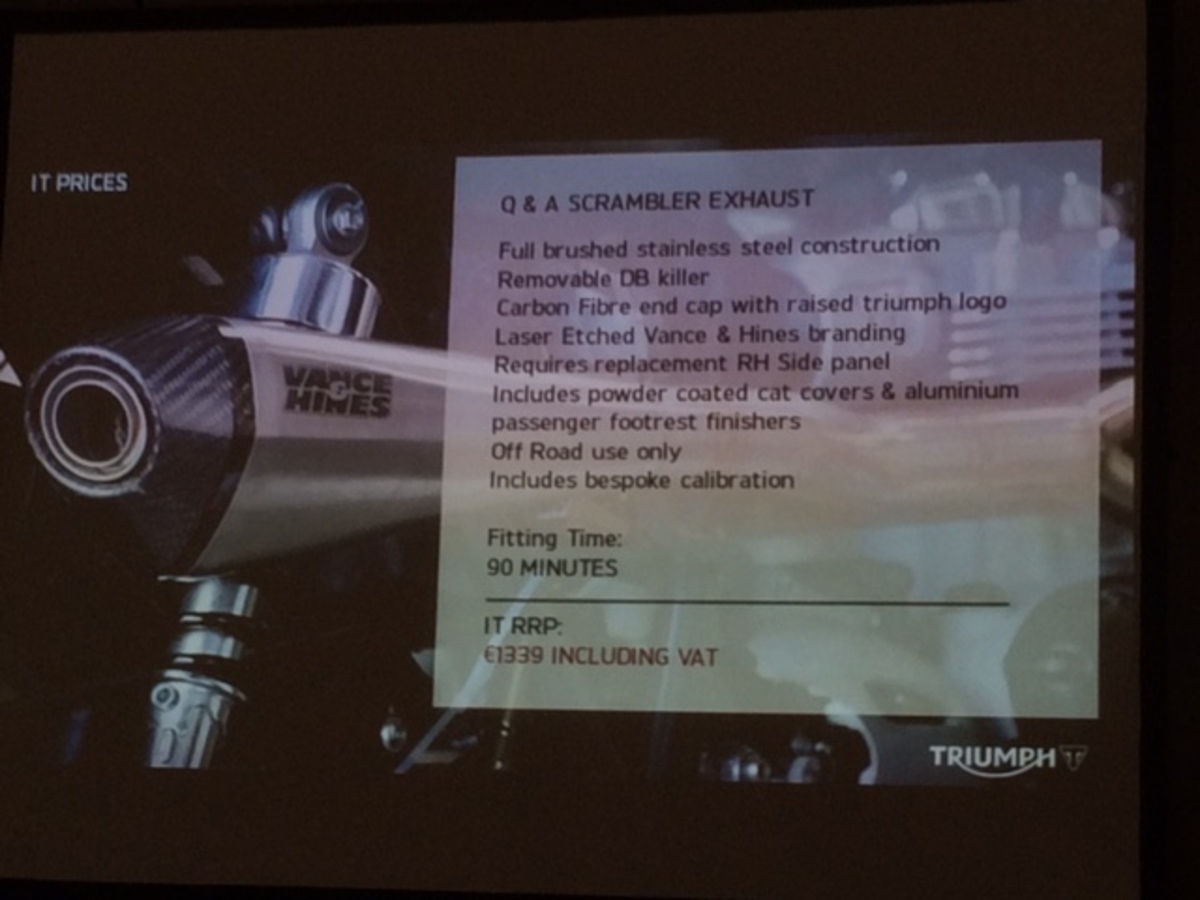 IT PRICES
VANCE
&
HINES
Q & A SCRAMBLER EXHAUST
Full brushed stainless steel construction
Removable DB killer
Carbon Fibre end cap with raised triumph logo
Laser Etched Vance & Hines branding
Requires replacement RH Side panel
Includes powder coated cat covers & aluminium
passenger footrest finishers
Off Road use only
Includes bespoke calibration
Fitting Time:
90 MINUTES
IT RRP:
€1339 INCLUDING VAT
TRIUMPH